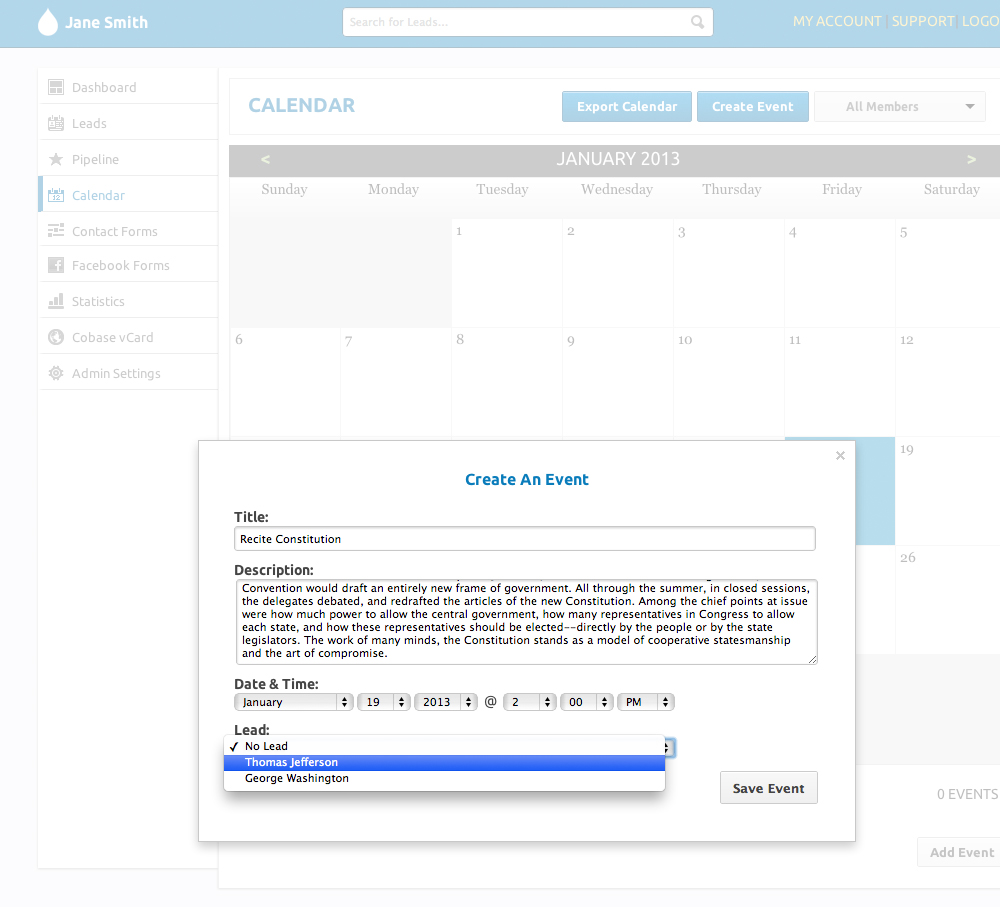 Jane Smith
Search for Leads...
MY ACCOUNT | SUPPORT | LOGO
Dashboard
Leads
Pipeline
Calendar
Contact Forms
Facebook Forms
Statistics
Cobase vCard
Admin Settings
CALENDAR
Export Calendar
Create Event
All Members
< JANUARY 2013 >
Sunday Monday Tuesday Wednesday Thursday Friday Saturday
1 2 3 4 5
6 7 8 9 10 11 12
19
26
×
Create An Event
Title:
Recite Constitution
Description:
Convention would draft an entirely new frame of government. All through the summer, in closed sessions,
the delegates debated, and redrafted the articles of the new Constitution. Among the chief points at issue
were how much power to allow the central government, how many representatives in Congress to allow
each state, and how these representatives should be elected--directly by the people or by the state
legislators. The work of many minds, the Constitution stands as a model of cooperative statesmanship
and the art of compromise.
Date & Time:
January 19 2013 @ 2 00 PM
Lead:
✓ No Lead
Thomas Jefferson
George Washington
Save Event
0 EVENTS
Add Event